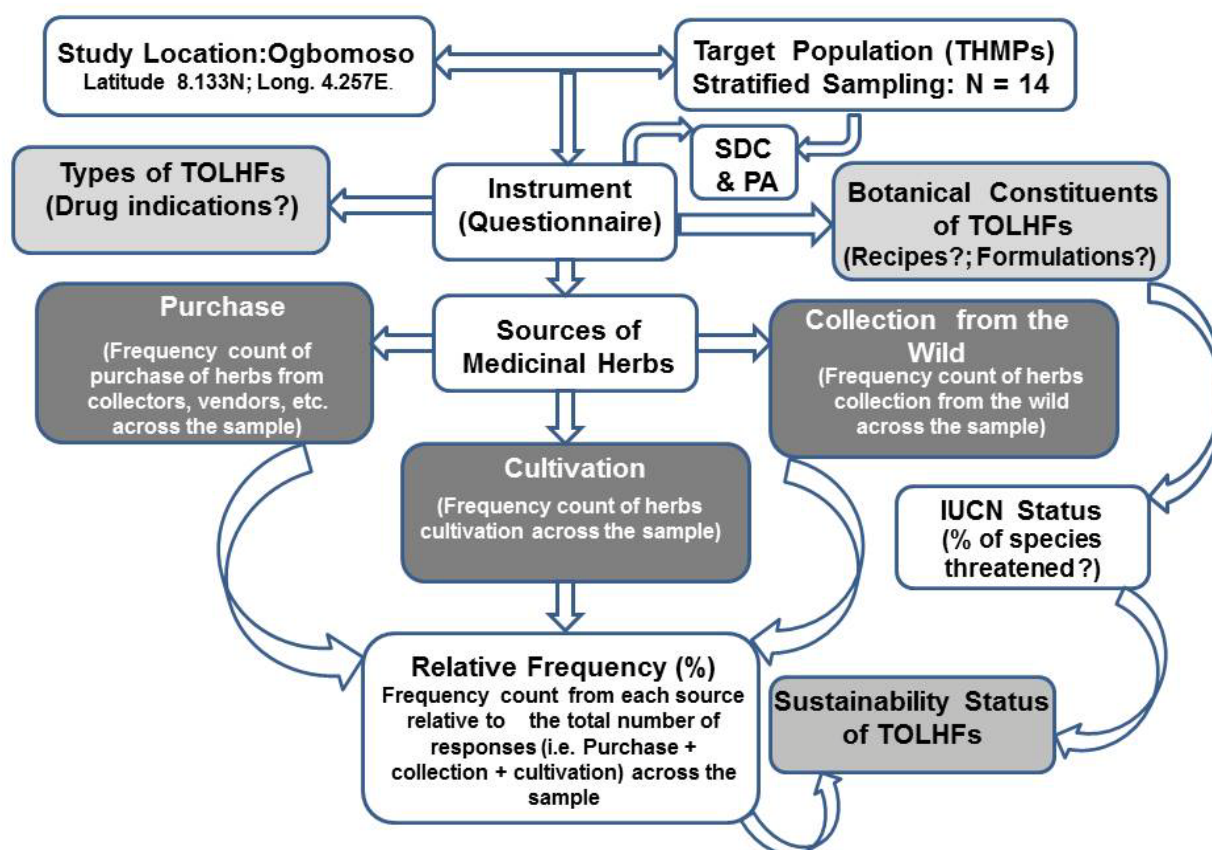 Study Location:Ogbomoso
Latitude 8.133N; Long. 4.257E.
Target Population (THMPs)
Stratified Sampling: N = 14
SDC
& PA
Types of TOLHFs
(Drug indications?)
Instrument
(Questionnaire)
Botanical Constituents
of TOLHFs
(Recipes?; Formulations?)
Purchase
(Frequency count of
purchase of herbs from
collectors, vendors, etc.
across the sample)
Sources of
Medicinal Herbs
Collection from the
Wild
(Frequency count of herbs
collection from the wild
across the sample)
Cultivation
(Frequency count of herbs
cultivation across the sample)
IUCN Status
(% of species
threatened?)
Relative Frequency (%)
Frequency count from each source
relative to the total number of
responses (i.e. Purchase +
collection + cultivation) across the
sample
Sustainability Status
of TOLHFs